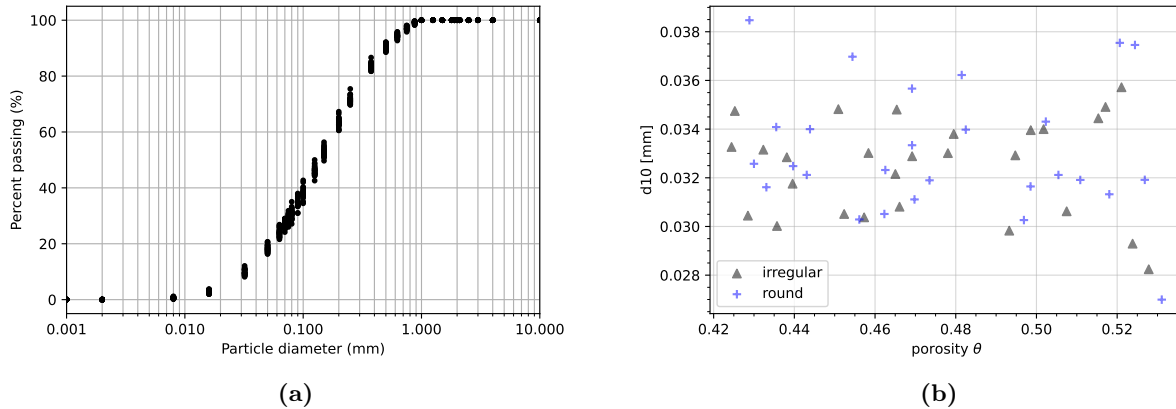 100
80
60
40
20
0
Percent passing (%)
0.001
0.010
0.100
1.000
10.000
Particle diameter (mm)
(a)
0.038
0.036
0.034
0.032
0.030
0.028
d10 [mm]
irregular
round
0.42
0.44
0.46
0.48
0.50
0.52
porosity θ
(b)